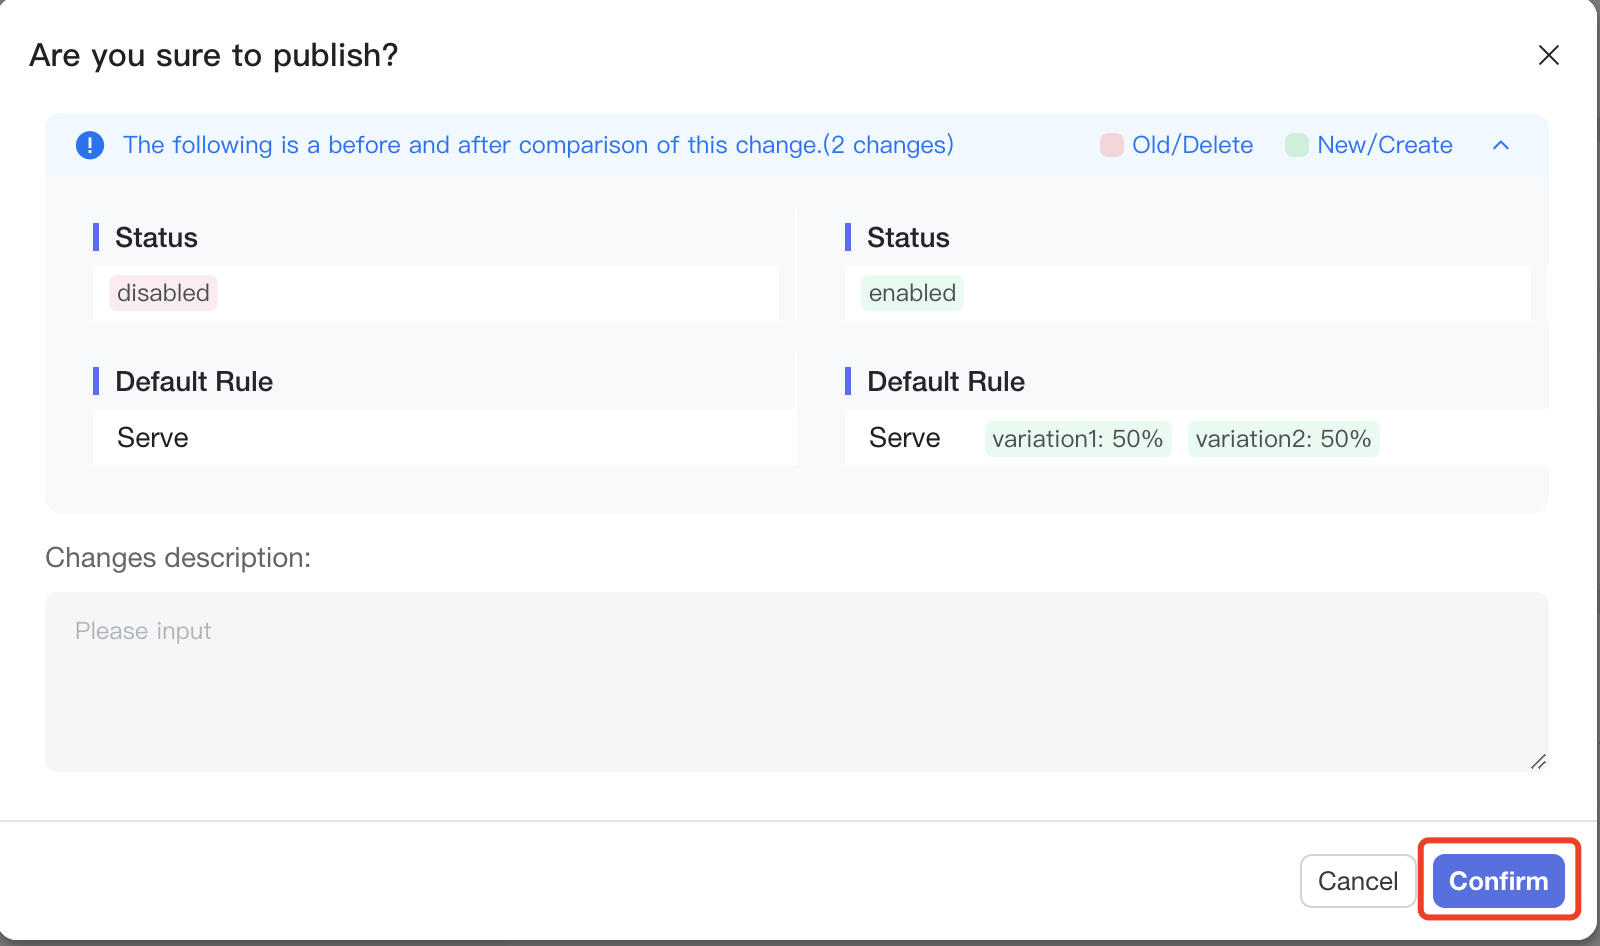 Are you sure to publish?
The following is a before and after comparison of this change.(2 changes) Old/Delete New/Create
Status Status
disabled enabled
Default Rule Default Rule
Serve Serve variation1: 50% variation2: 50%
Changes description:
Please input
Cancel Confirm